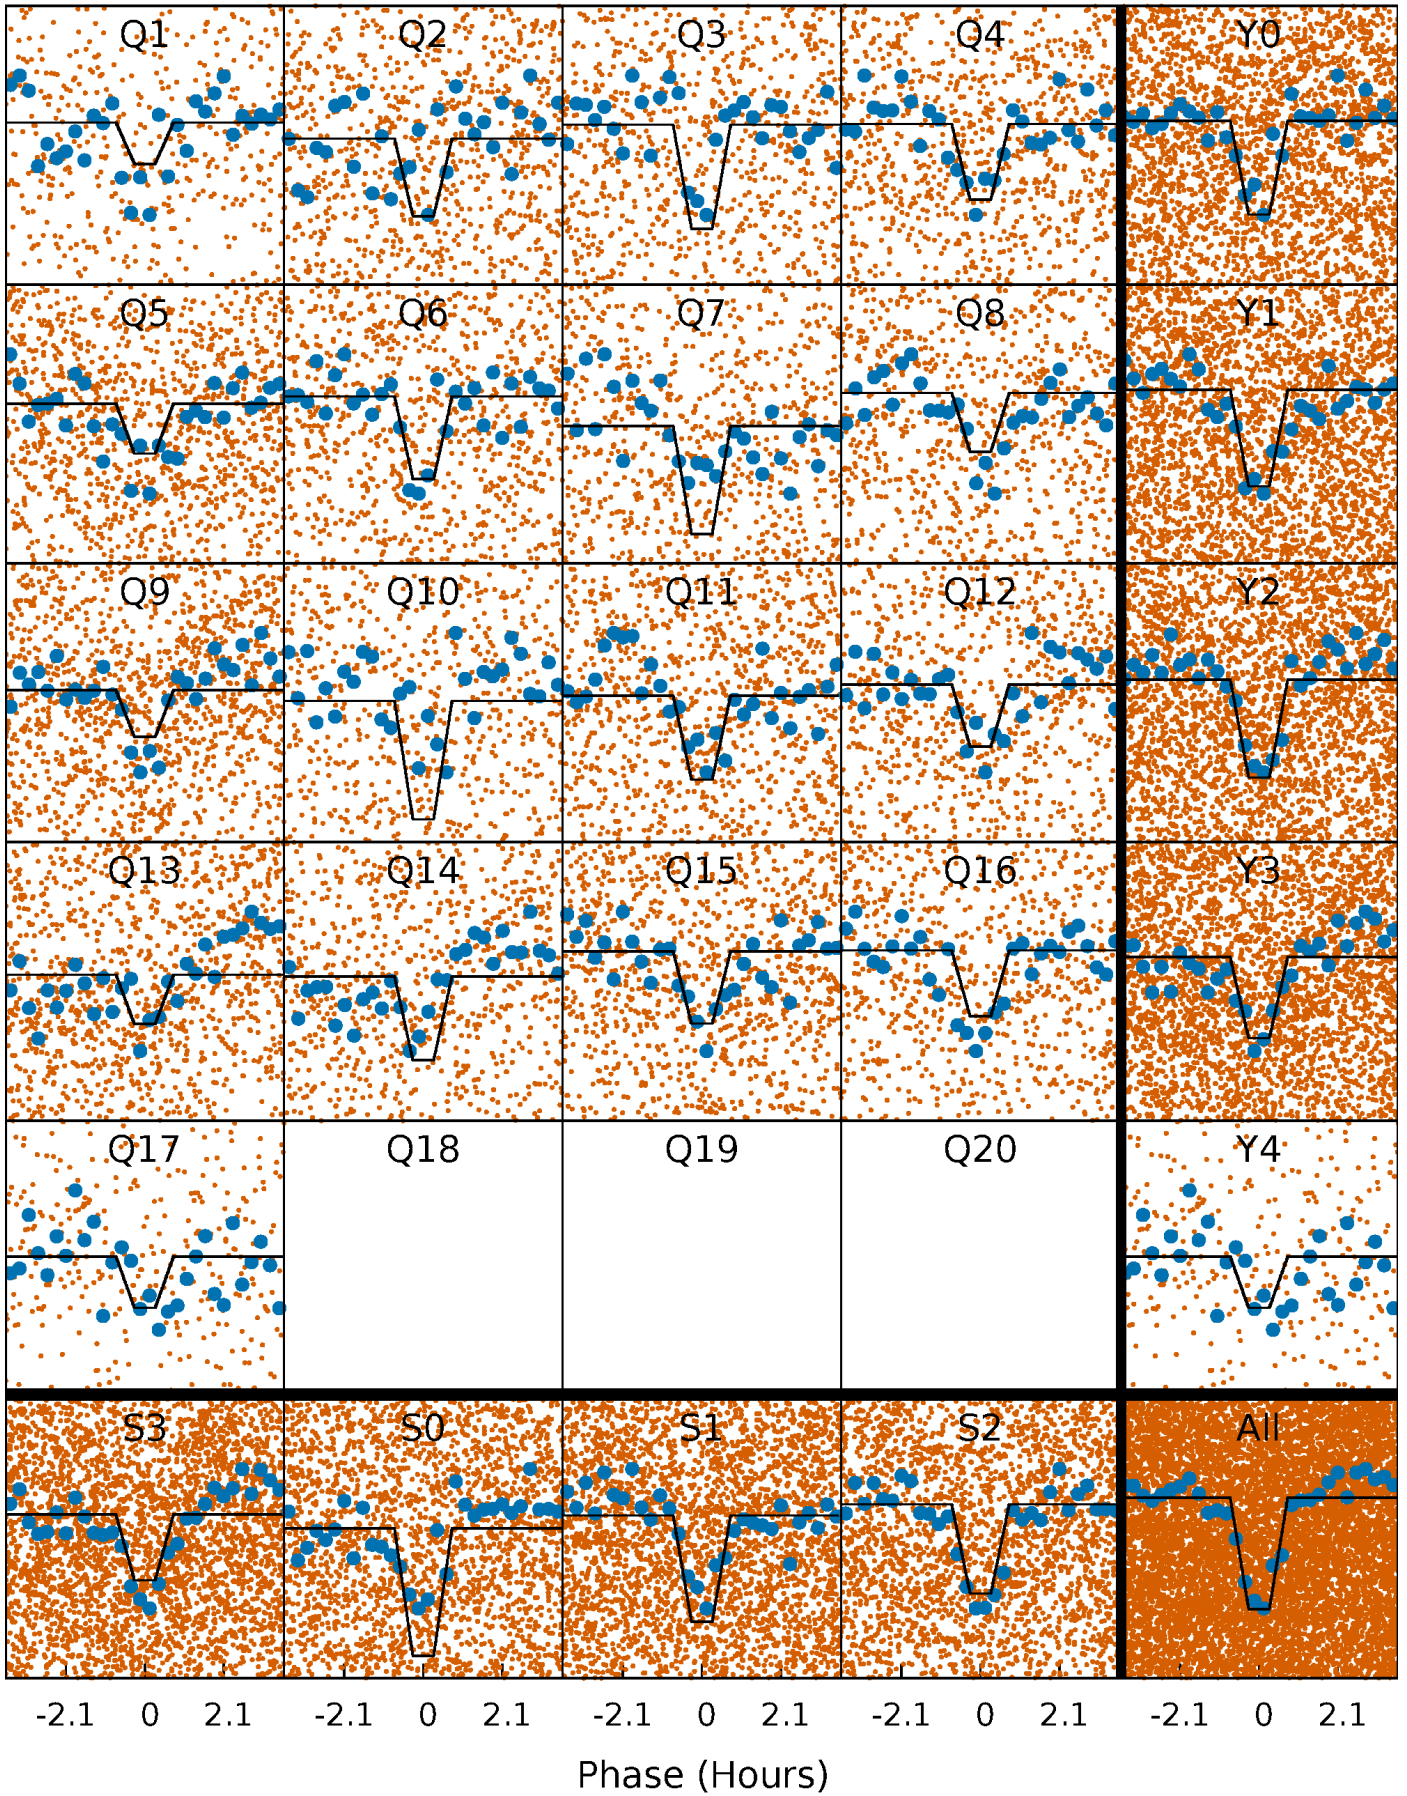 Q1 Q2 Q3 Q4 Y0
Q5 Q6 Q7 Q8 Y1
Q9 Q10 Q11 Q12 Y2
Q13 Q14 Q15 Q16 Y3
Q17 Q18 Q19 Q20 Y4
S3 S0 S1 S2 All
-2.1 0 2.1 -2.1 0 2.1 -2.1 0 2.1 -2.1 0 2.1 -2.1 0 2.1
Phase (Hours)